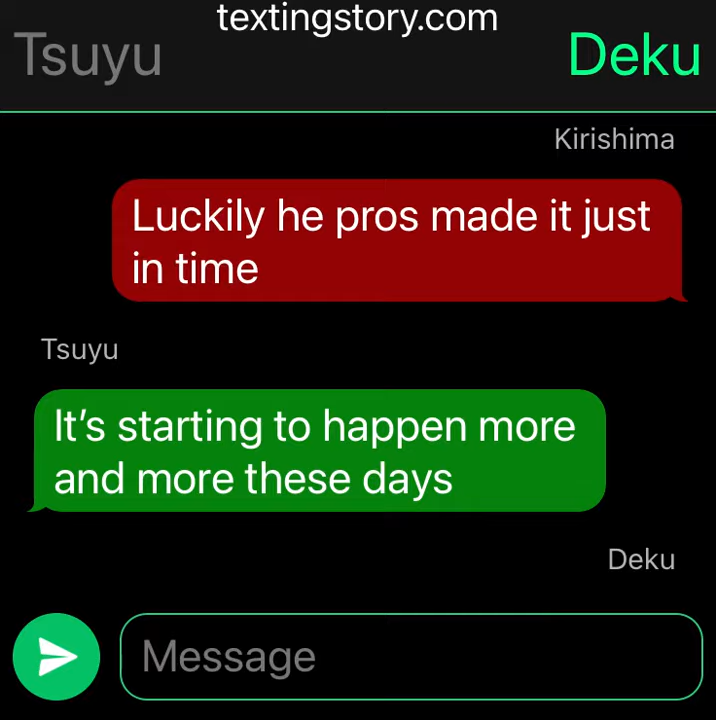 textingstory.com
Tsuyu Deku
Kirishima
Luckily he pros made it just
in time
Tsuyu
It's starting to happen more
and more these days
Deku
Message